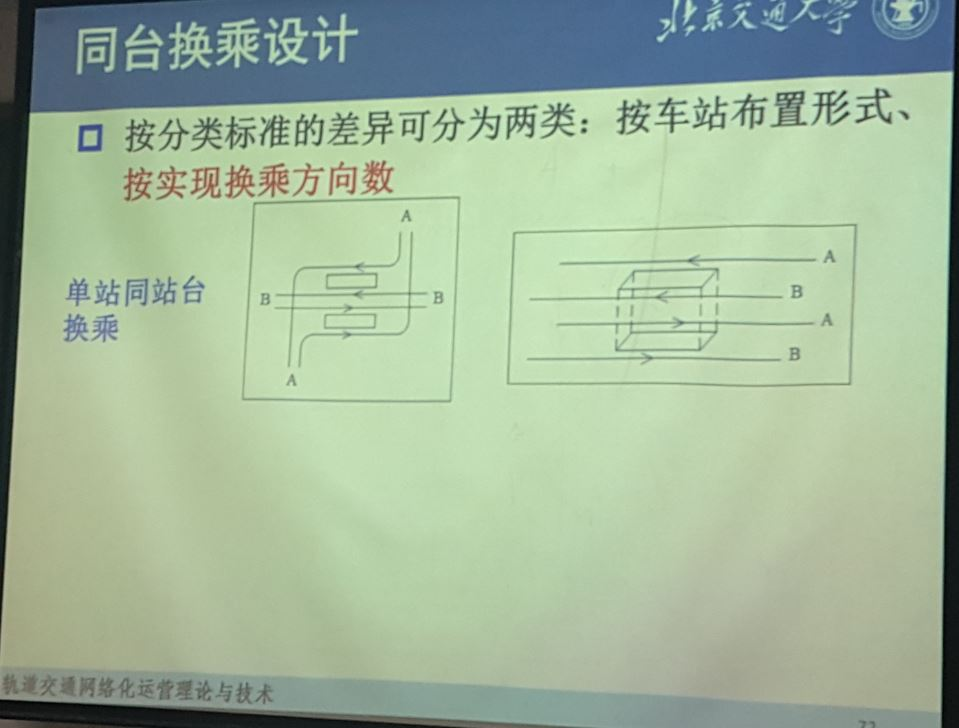 北京交通大学
同台换乘设计
按分类标准的差异可分为两类：按车站布置形式、
按实现换乘方向数
单站同站台
换乘
A
B
B
A
A
B
A
B
轨道交通网络化运营理论与技术